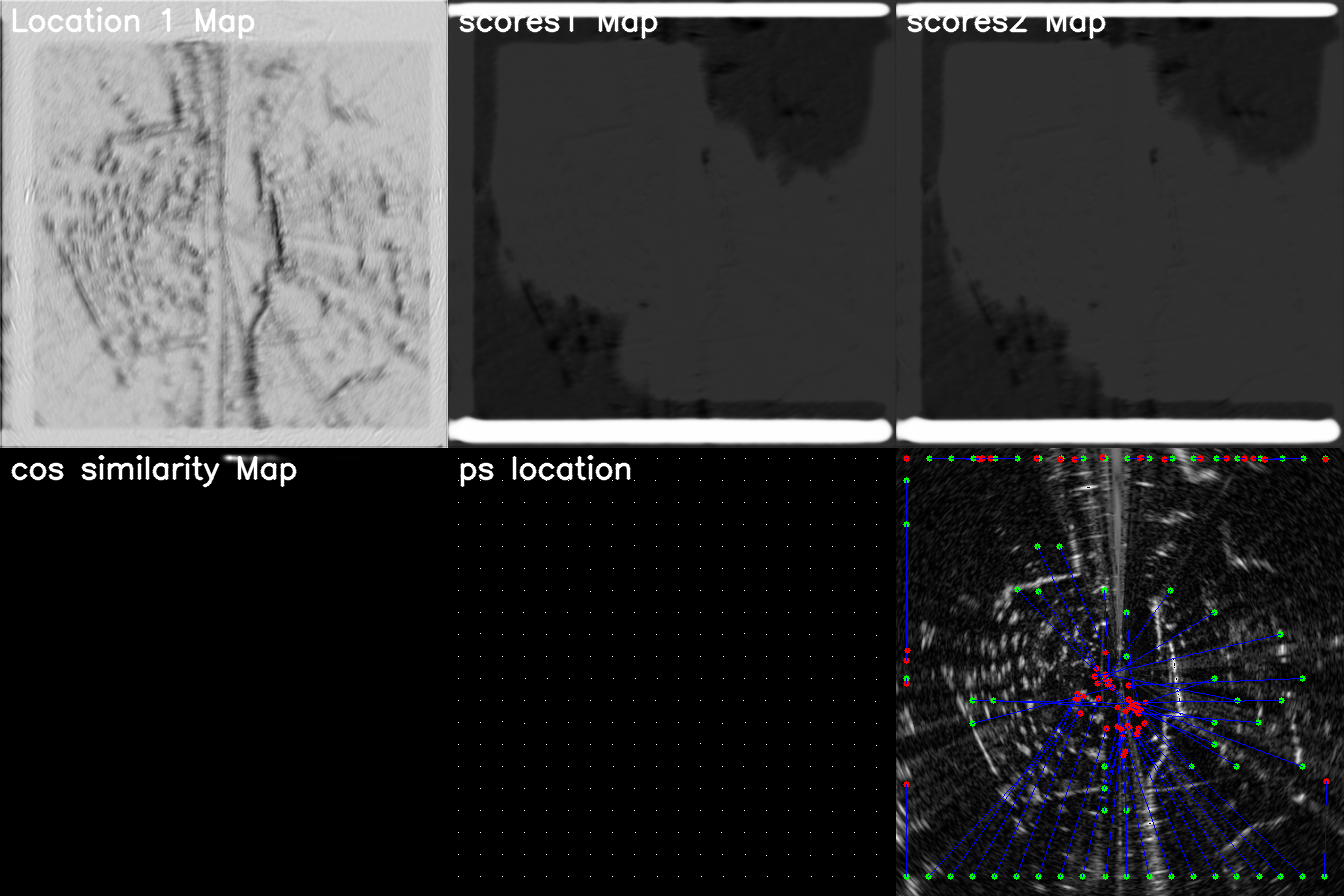 Location 1 Map
scores1 Map
scores2 Map
cos similarity Map
ps location